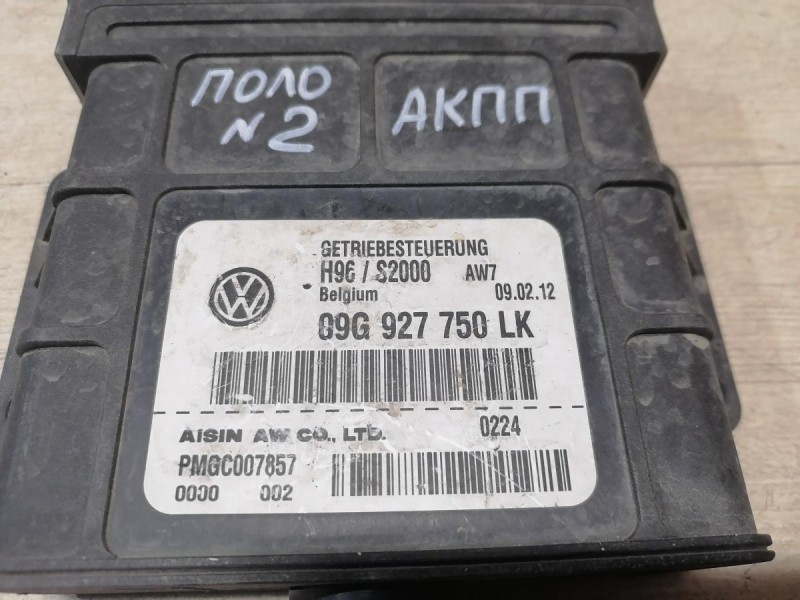 ПОЛО
N2
АКПП
GETRIEBESTEUERUNG
H96 / S2000 AW7
Belgium 09.02.12
09G 927 750 LK
AISIN AW CO., LTD. 0224
PMGC007857
0000 002